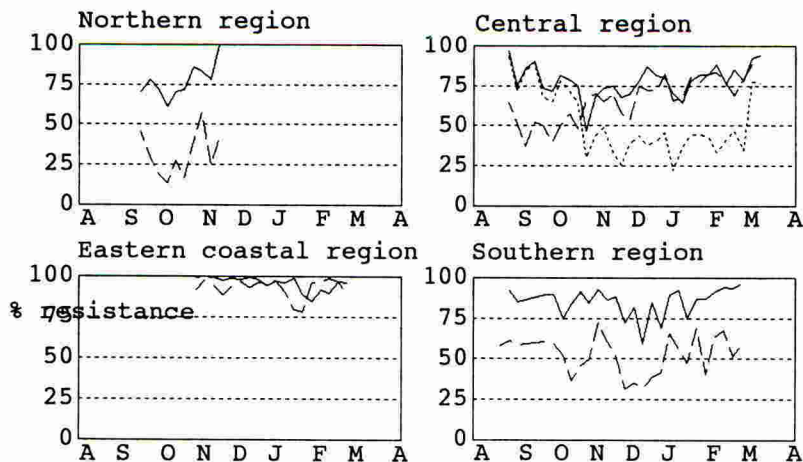 Northern region
Central region
100
75
50
25
0
A S O N D J F M A
100
75
50
25
0
A S O N D J F M A
Eastern coastal region
Southern region
100
% resistance
75
50
25
0
A S O N D J F M A
100
75
50
25
0
A S O N D J F M A